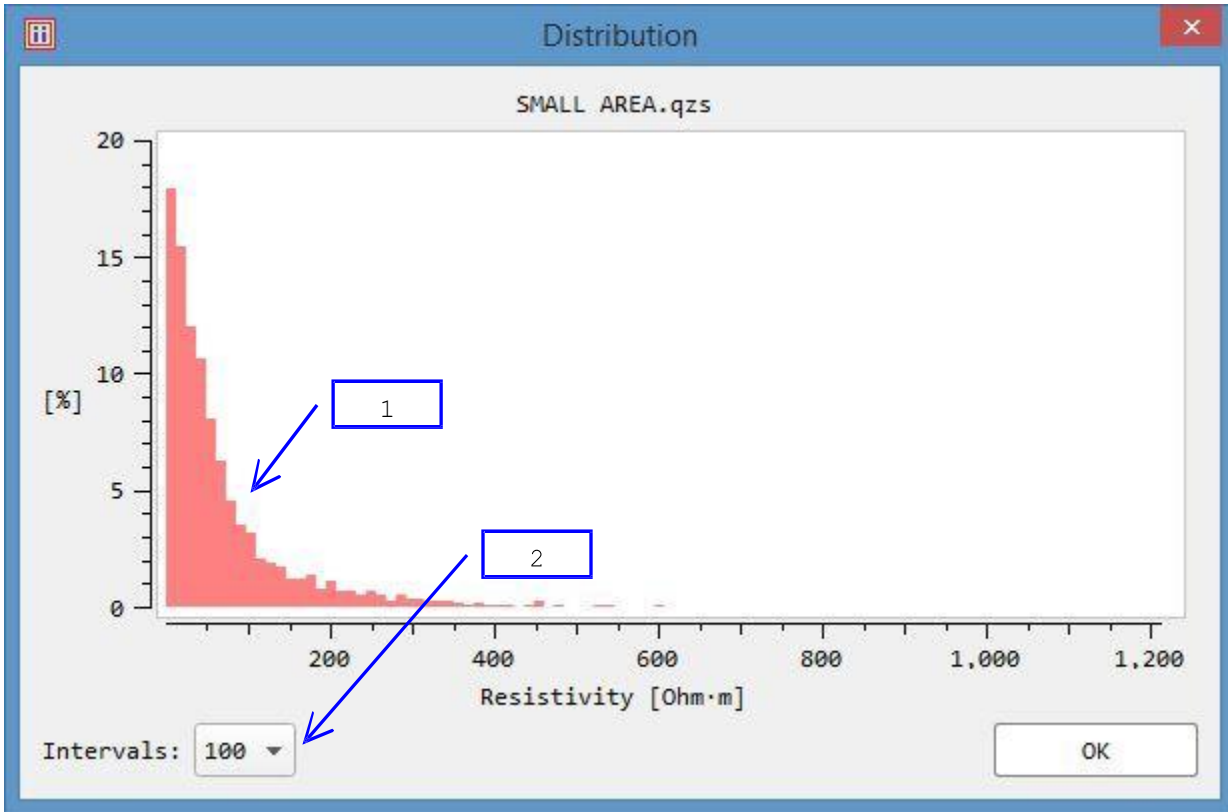 Distribution
SMALL AREA.qzs
20
15
10
5
0
[%]
1
2
200 400 600 800 1,000 1,200
Resistivity [Ohm·m]
Intervals: 100 OK